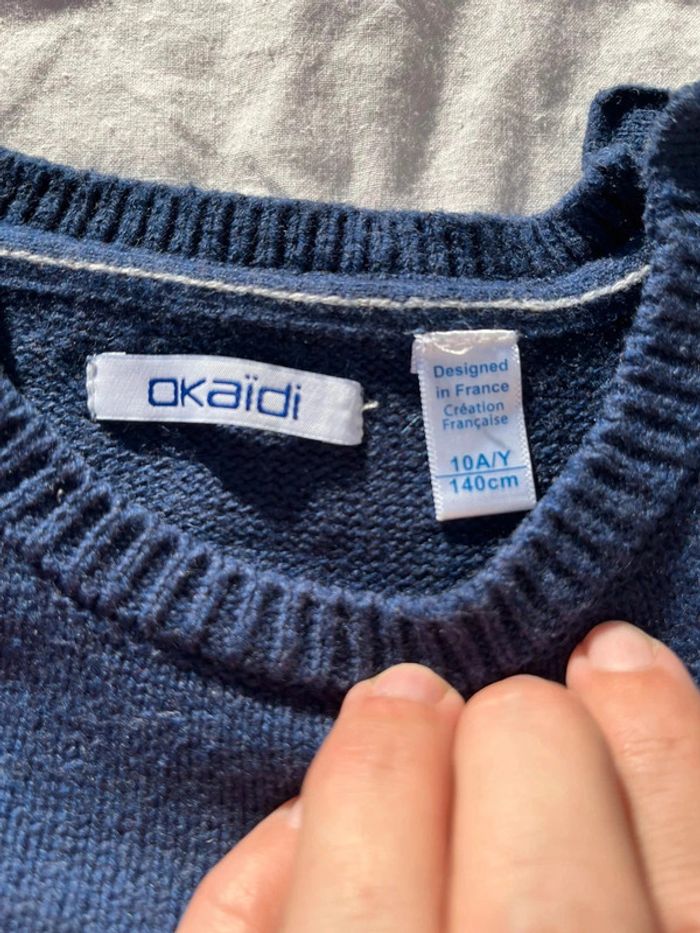 okaïdi
Designed
in France
Création
Française
10A/Y
140cm